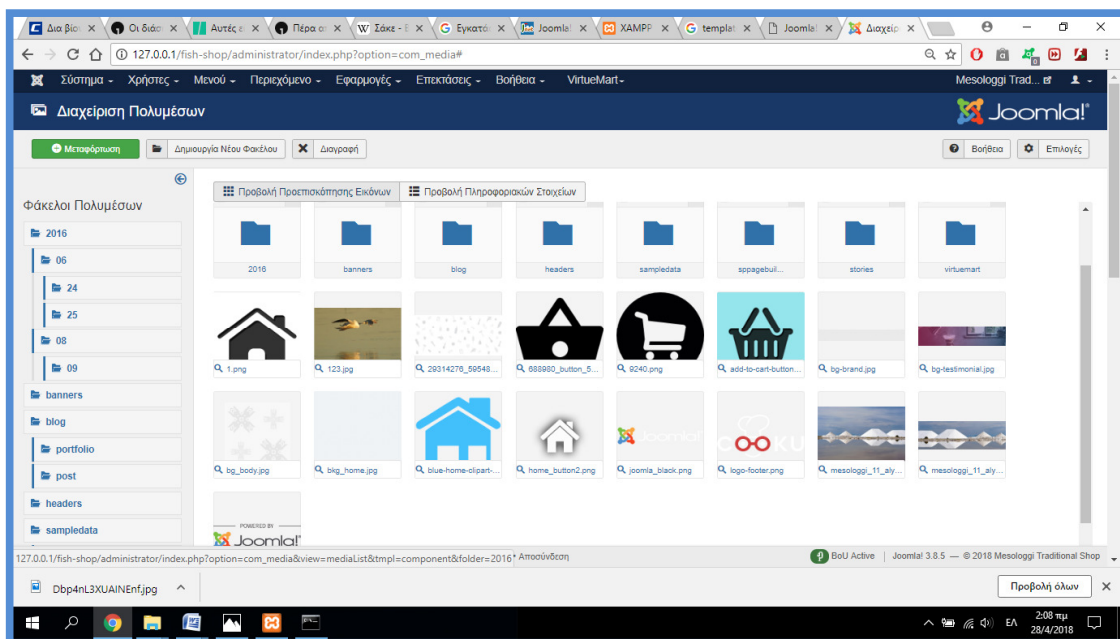 Δια βίου
Οι διάσ
Αυτές ε
Πέρα απ
Σάκε - Β
Εγκατά
Joomla!
XAMPP
templat
Joomla!
Διαχείρ
127.0.0.1/fish-shop/administrator/index.php?option=com_media#
Σύστημα Χρήστες Μενού Περιεχόμενο Εφαρμογές Επεκτάσεις Βοήθεια VirtueMart
Mesologgi Trad...
Διαχείριση Πολυμέσων
Joomla!
Μεταφόρτωση
Δημιουργία Νέου Φακέλου
Διαγραφή
Βοήθεια
Επιλογές
Φάκελοι Πολυμέσων
2016
06
24
25
08
09
banners
blog
portfolio
post
headers
sampledata
Προβολή Προεπισκόπησης Εικόνων
Προβολή Πληροφοριακών Στοιχείων
2016 banners blog headers sampledata sppagebuil... stories virtuemart
1.png 123.jpg 29314276_59548... 688980_button_5... 9240.png add-to-cart-button... bg-brand.jpg bg-testimonial.jpg
Joomla!
COOKU
bg_body.jpg bkg_home.jpg blue-home-clipart-... home_button2.png joomla_black.png logo-footer.png mesologgi_11_aly... mesologgi_11_aly...
POWERED BY
Joomla!
127.0.0.1/fish-shop/administrator/index.php?option=com_media&view=mediaList&tmpl=component&folder=2016
Αποσύνδεση
BoU Active | Joomla! 3.8.5 — © 2018 Mesologgi Traditional Shop
Dbp4nL3XUAINEnf.jpg
Προβολή όλων
ΕΛ
2:08 πμ
28/4/2018